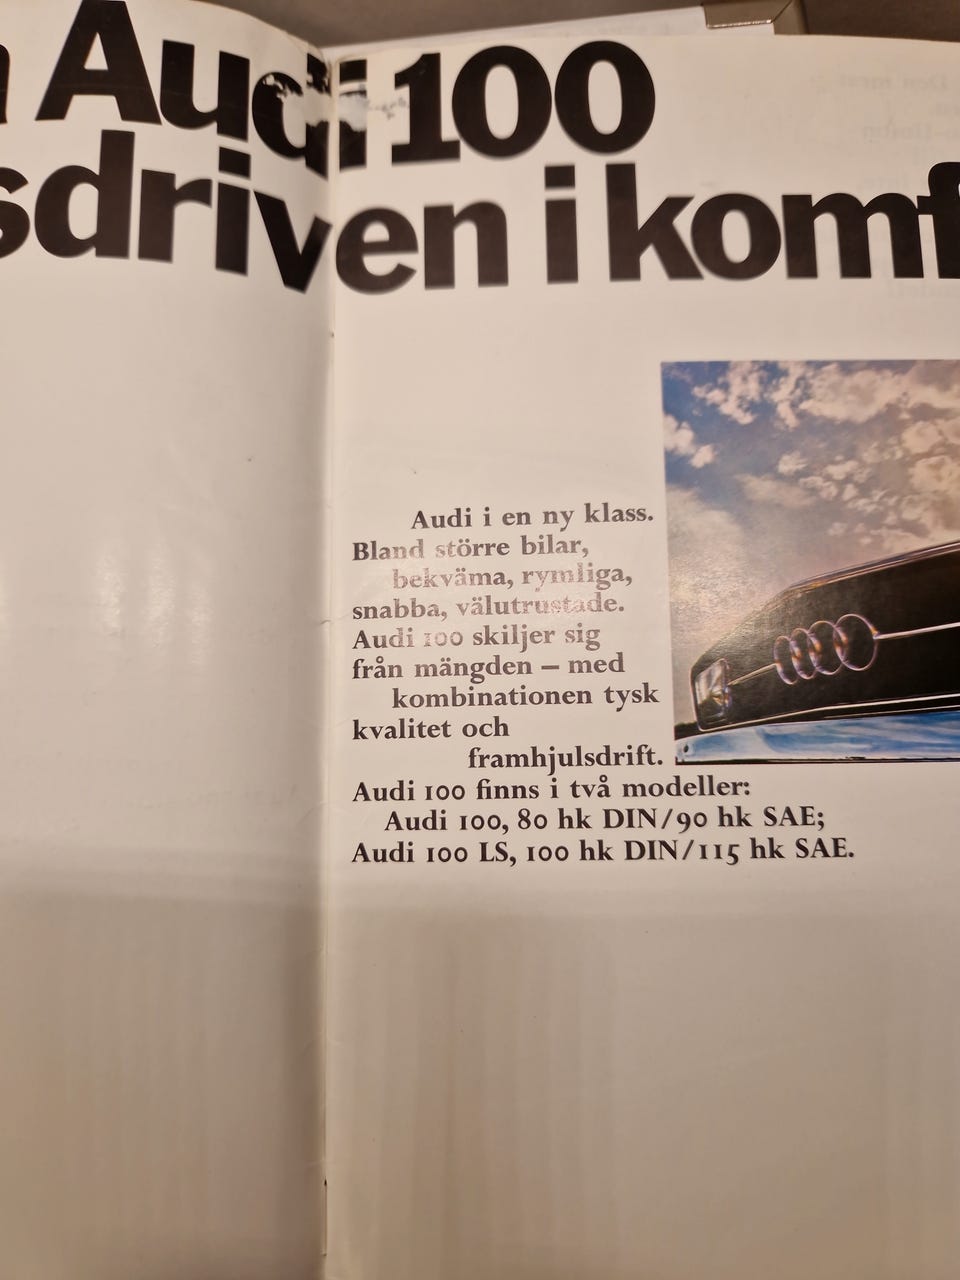 Audi 100
sdriven i komf
Audi i en ny klass.
Bland större bilar,
bekväma, rymliga,
snabba, välutrustade.
Audi 100 skiljer sig
från mängden – med
kombinationen tysk
kvalitet och
framhjulsdrift.
Audi 100 finns i två modeller:
Audi 100, 80 hk DIN/90 hk SAE;
Audi 100 LS, 100 hk DIN/115 hk SAE.